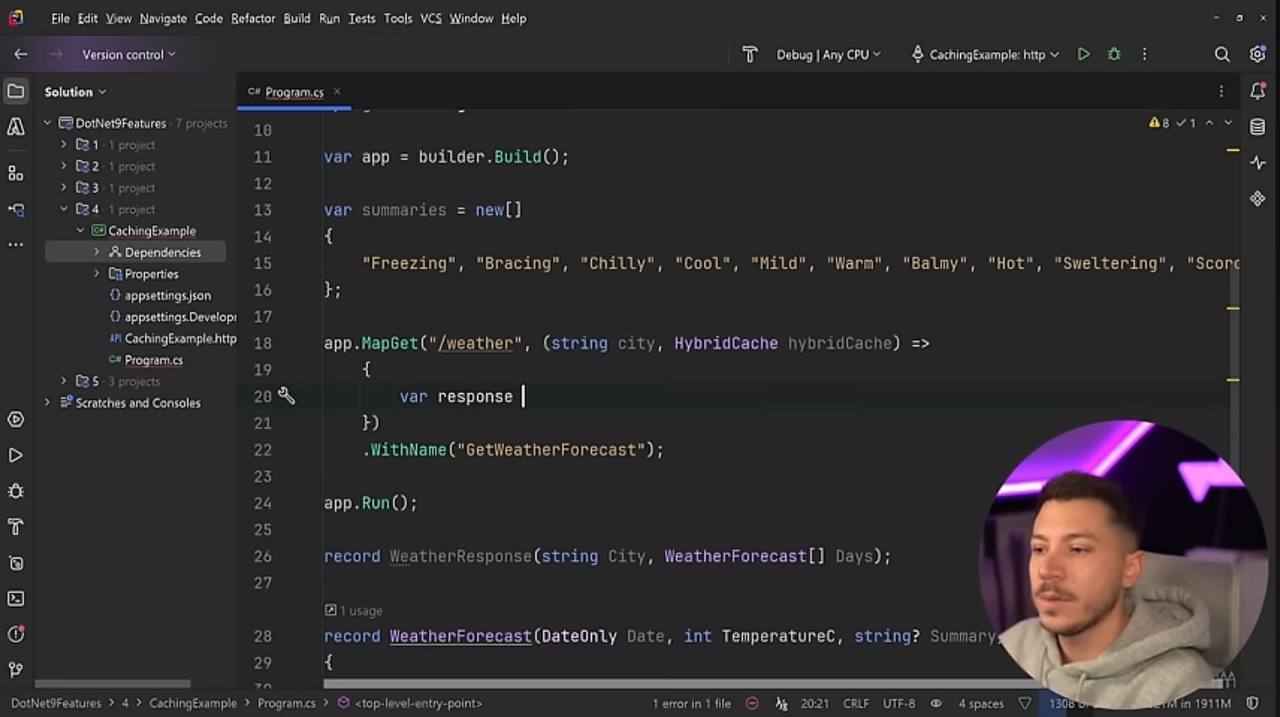 File Edit View Navigate Code Refactor Build Run Tests Tools VCS Window Help
Version control
Debug | Any CPU
CachingExample: http
Solution
C# Program.cs
DotNet9Features · 7 projects
1 · 1 project
2 · 1 project
3 · 1 project
4 · 1 project
CachingExample
Dependencies
Properties
appsettings.json
appsettings.Develop
CachingExample.http
C# Program.cs
5 · 3 projects
Scratches and Consoles
8 1
10
11 var app = builder.Build();
12
13 var summaries = new[]
14 {
15 "Freezing", "Bracing", "Chilly", "Cool", "Mild", "Warm", "Balmy", "Hot", "Sweltering", "Scorc
16 };
17
18 app.MapGet("/weather", (string city, HybridCache hybridCache) =>
19 {
20 var response
21 })
22 .WithName("GetWeatherForecast");
23
24 app.Run();
25
26 record WeatherResponse(string City, WeatherForecast[] Days);
27
1 usage
28 record WeatherForecast(DateOnly Date, int TemperatureC, string? Summary,
29 {
DotNet9Features > 4 > CachingExample > Program.cs > <top-level-entry-point>
1 error in 1 file
20:21 CRLF UTF-8 4 spaces
in 1911M